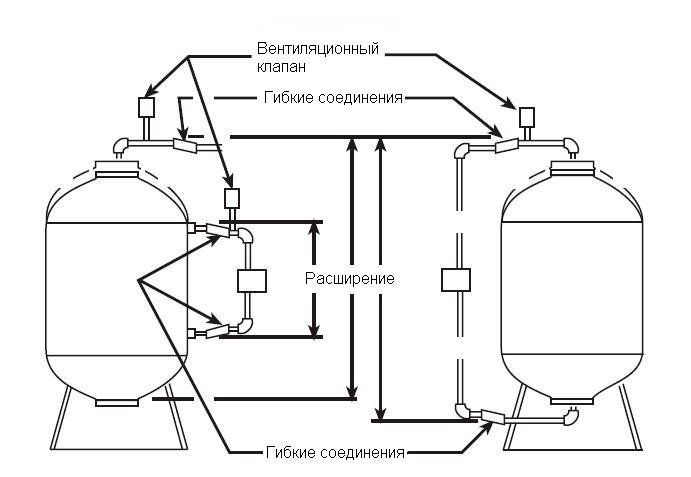 Вентиляционный
клапан
Гибкие соединения
Расширение
Гибкие соединения